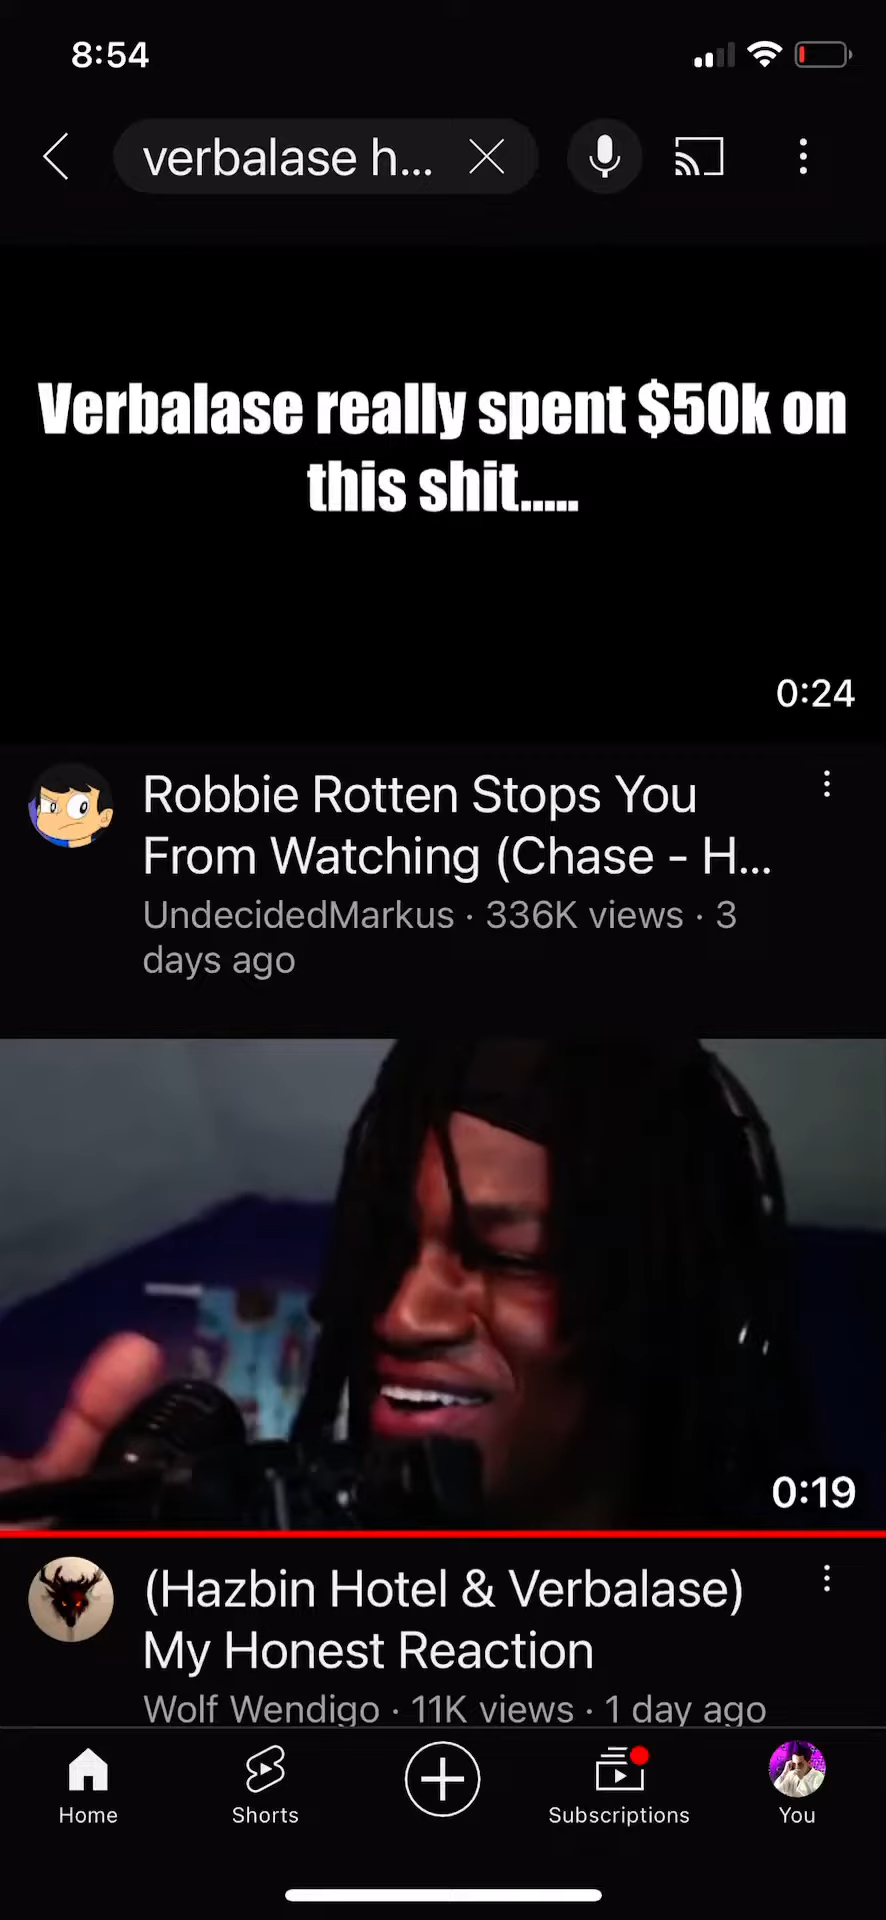 8:54
verbalase h...
Verbalase really spent $50k on
this shit.....
0:24
Robbie Rotten Stops You
From Watching (Chase - H...
UndecidedMarkus · 336K views · 3
days ago
0:19
(Hazbin Hotel & Verbalase)
My Honest Reaction
Wolf Wendigo · 11K views · 1 day ago
Home
Shorts
Subscriptions
You